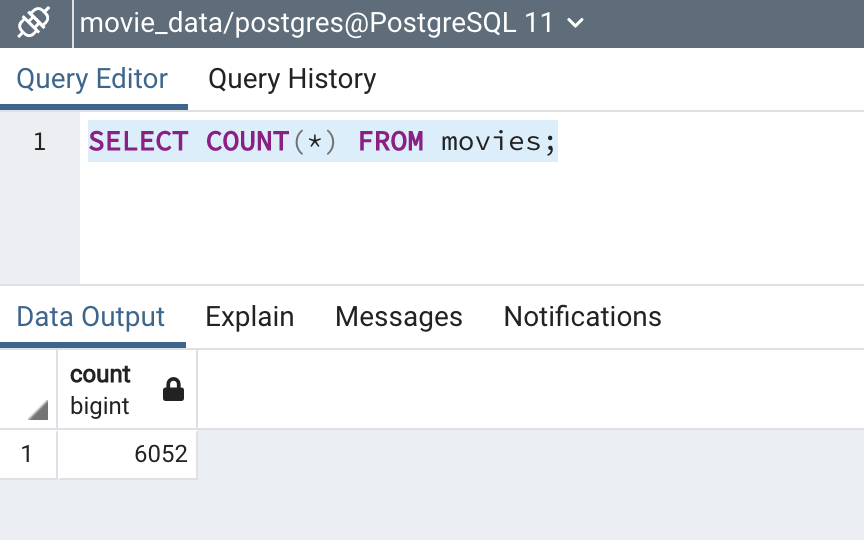 movie_data/postgres@PostgreSQL 11
Query Editor Query History
1 SELECT COUNT(*) FROM movies;
Data Output Explain Messages Notifications
count
bigint
1 6052